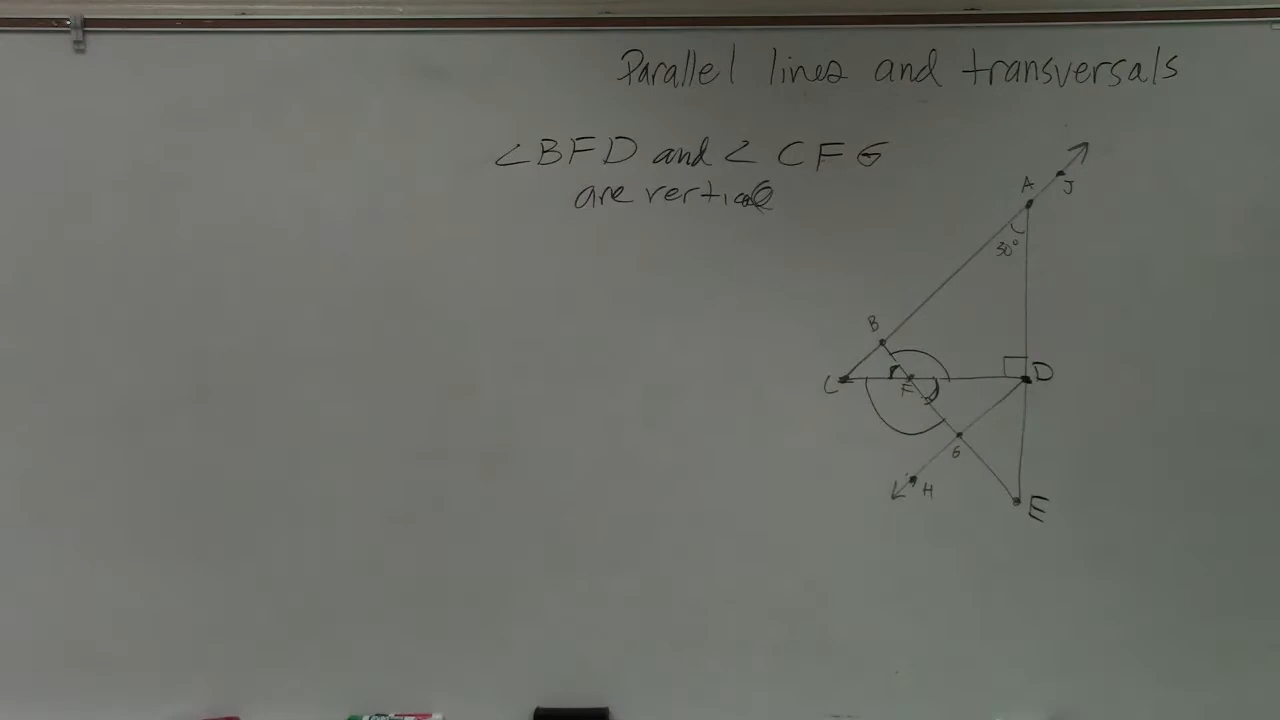 Parallel lines and transversals
∠BFD and ∠CFG
are vertical
A
J
30°
B
C
F
D
G
H
E